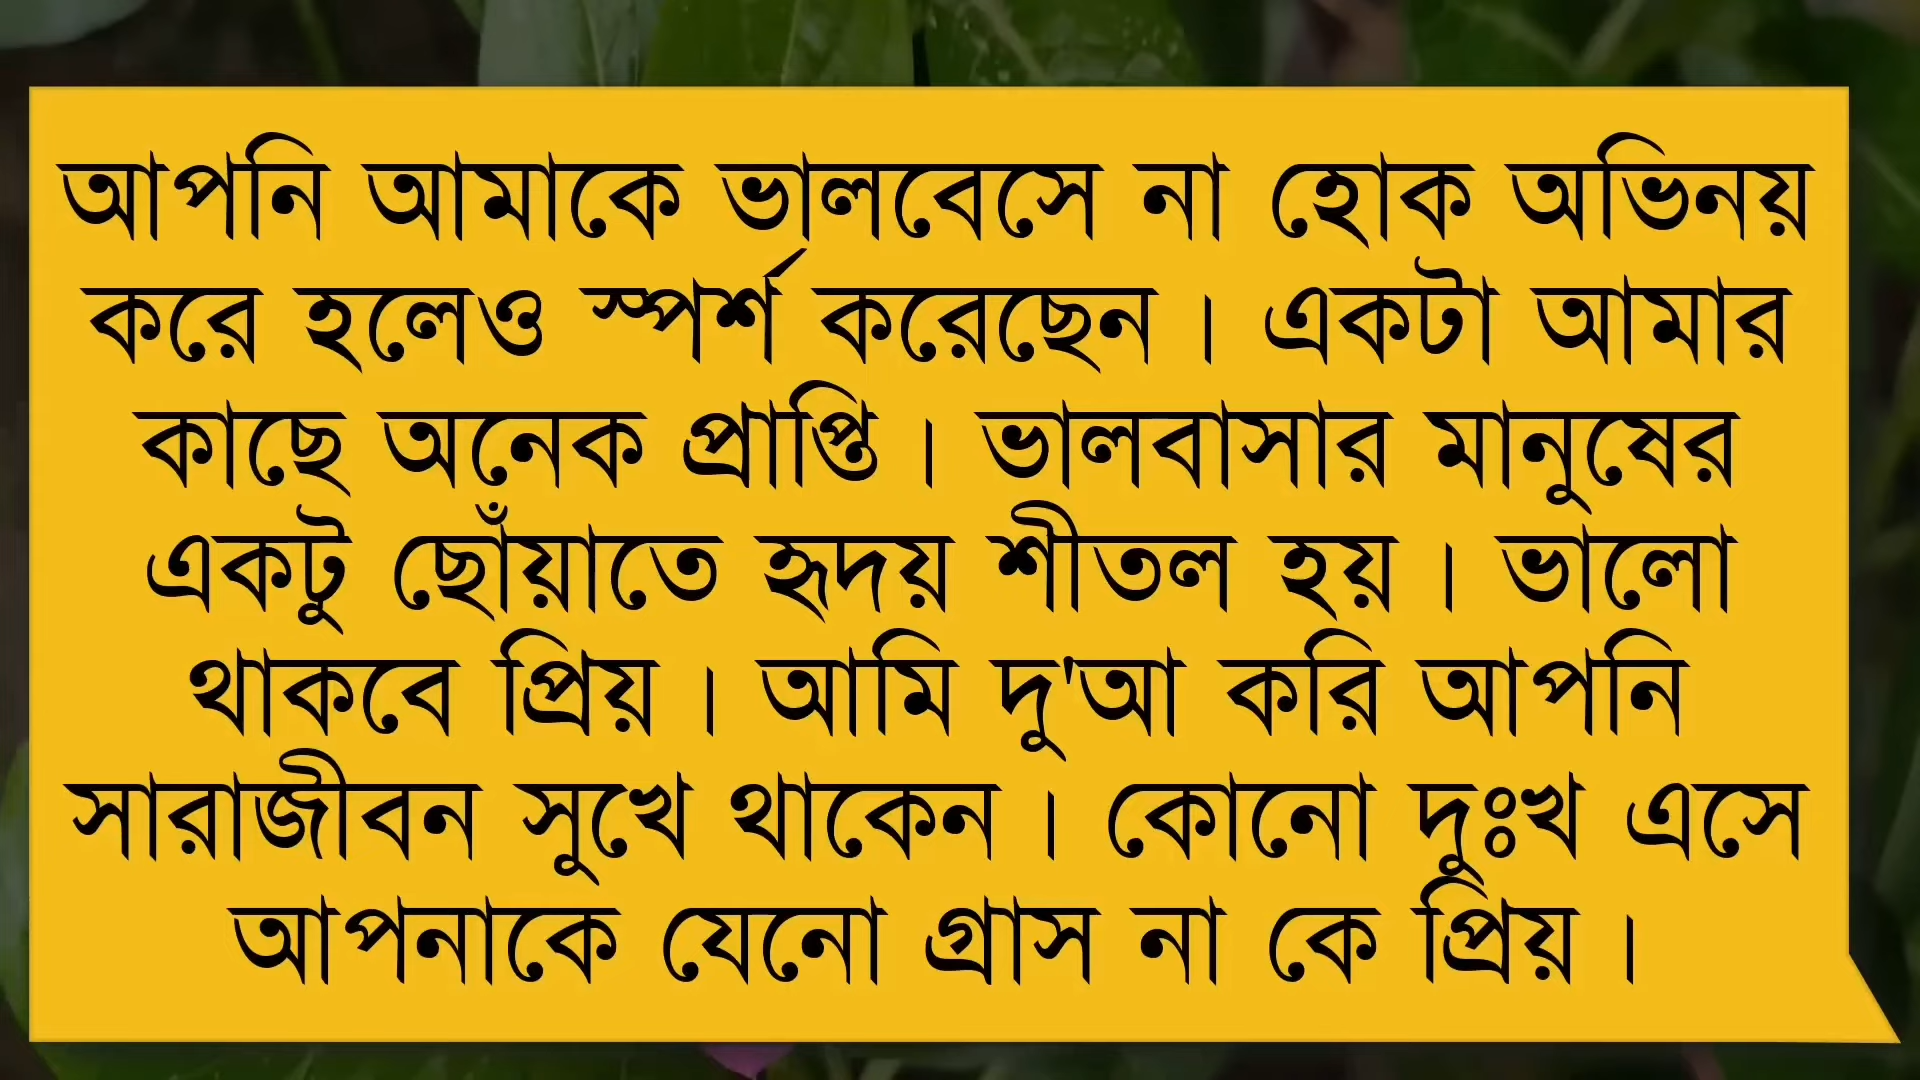 আপনি আমাকে ভালবেসে না হোক অভিনয়
করে হলেও স্পর্শ করেছেন। একটা আমার
কাছে অনেক প্রাপ্তি। ভালবাসার মানুষের
একটু ছোঁয়াতে হৃদয় শীতল হয়। ভালো
থাকবে প্রিয়। আমি দু'আ করি আপনি
সারাজীবন সুখে থাকেন। কোনো দুঃখ এসে
আপনাকে যেনো গ্রাস না কে প্রিয়।